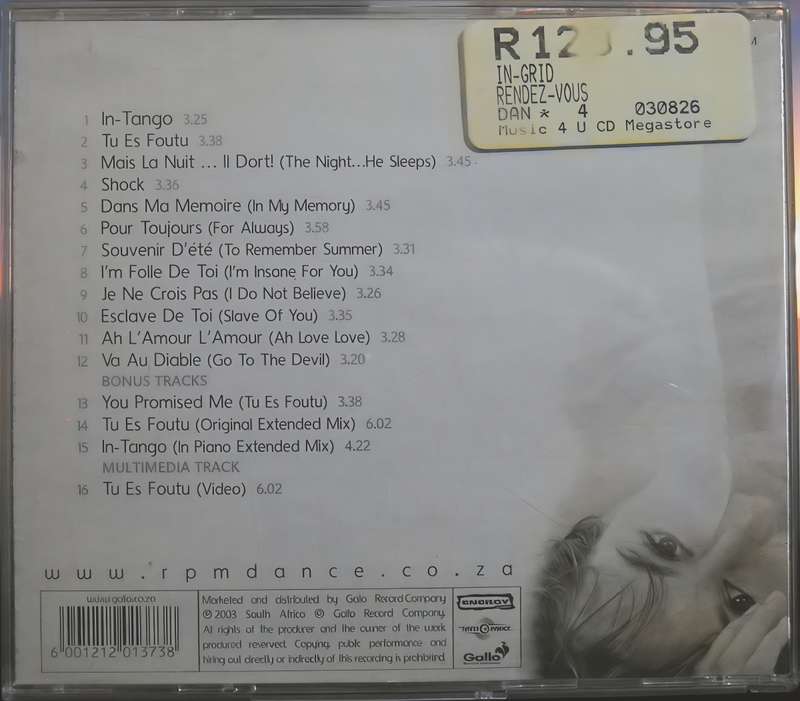 R 12 .95
IN-GRID
RENDEZ-VOUS
DAN * 4 030826
Music 4 U CD Megastore
M
1 In-Tango 3.25
2 Tu Es Foutu 3.38
3 Mais La Nuit ... Il Dort! (The Night...He Sleeps) 3.45
4 Shock 3.36
5 Dans Ma Memoire (In My Memory) 3.45
6 Pour Toujours (For Always) 3.58
7 Souvenir D'été (To Remember Summer) 3.31
8 I'm Folle De Toi (I'm Insane For You) 3.34
9 Je Ne Crois Pas (I Do Not Believe) 3.26
10 Esclave De Toi (Slave Of You) 3.35
11 Ah L'Amour L'Amour (Ah Love Love) 3.28
12 Va Au Diable (Go To The Devil) 3.20
BONUS TRACKS
13 You Promised Me (Tu Es Foutu) 3.38
14 Tu Es Foutu (Original Extended Mix) 6.02
15 In-Tango (In Piano Extended Mix) 4.22
MULTIMEDIA TRACK
16 Tu Es Foutu (Video) 6.02
www.rpmdance.co.za
www.gallo.co.za
6 001212 013738
Marketed and distributed by Gallo Record Company
℗ 2003 South Africa © Gallo Record Company.
All rights of the producer and the owner of the work
produced reserved. Copying, public performance and
hiring out directly or indirectly of this recording is prohibited.
ENERGY
Gallo